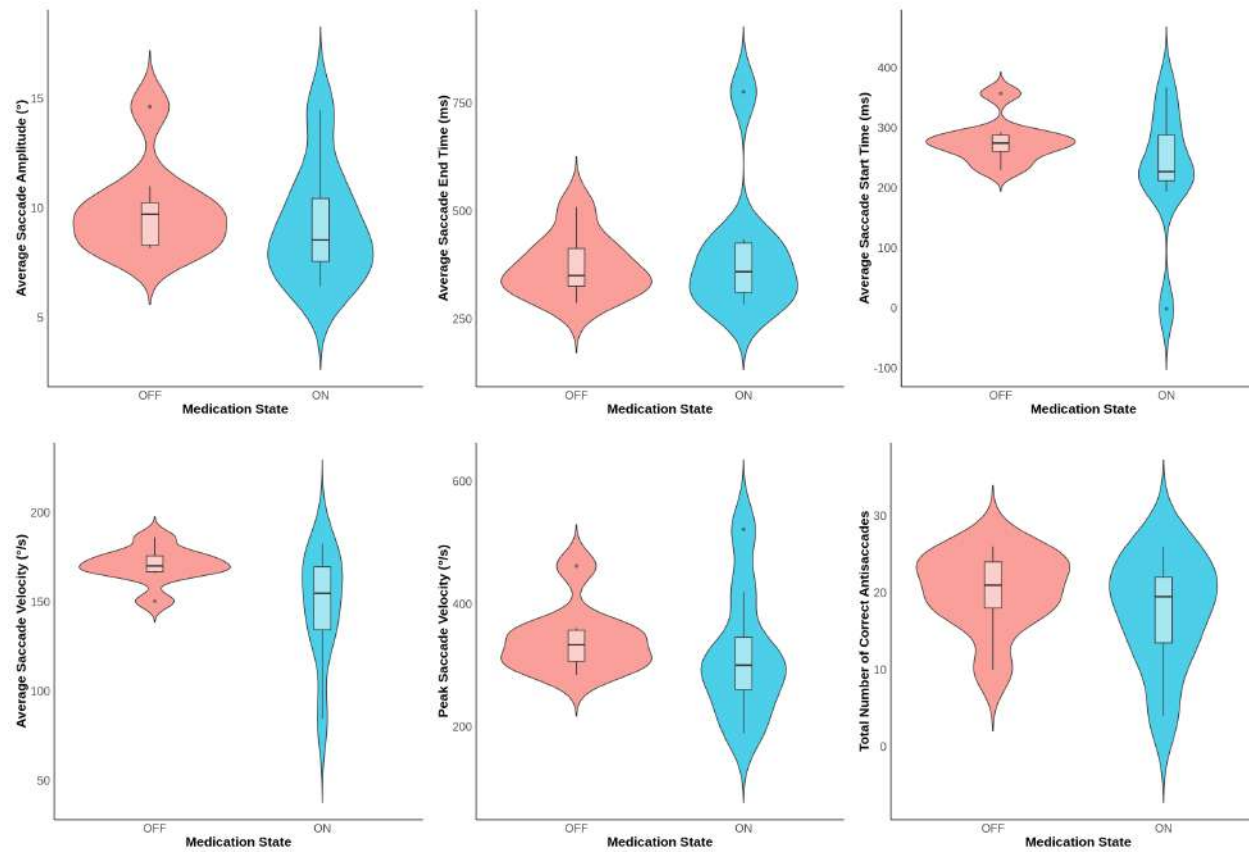 Average Saccade Amplitude (°)
15
10
5
OFF
ON
Medication State
Average Saccade End Time (ms)
750
500
250
OFF
ON
Medication State
Average Saccade Start Time (ms)
400
300
200
100
0
-100
OFF
ON
Medication State
Average Saccade Velocity (°/s)
200
150
100
50
OFF
ON
Medication State
Peak Saccade Velocity (°/s)
600
400
200
OFF
ON
Medication State
Total Number of Correct Antisaccades
30
20
10
0
OFF
ON
Medication State